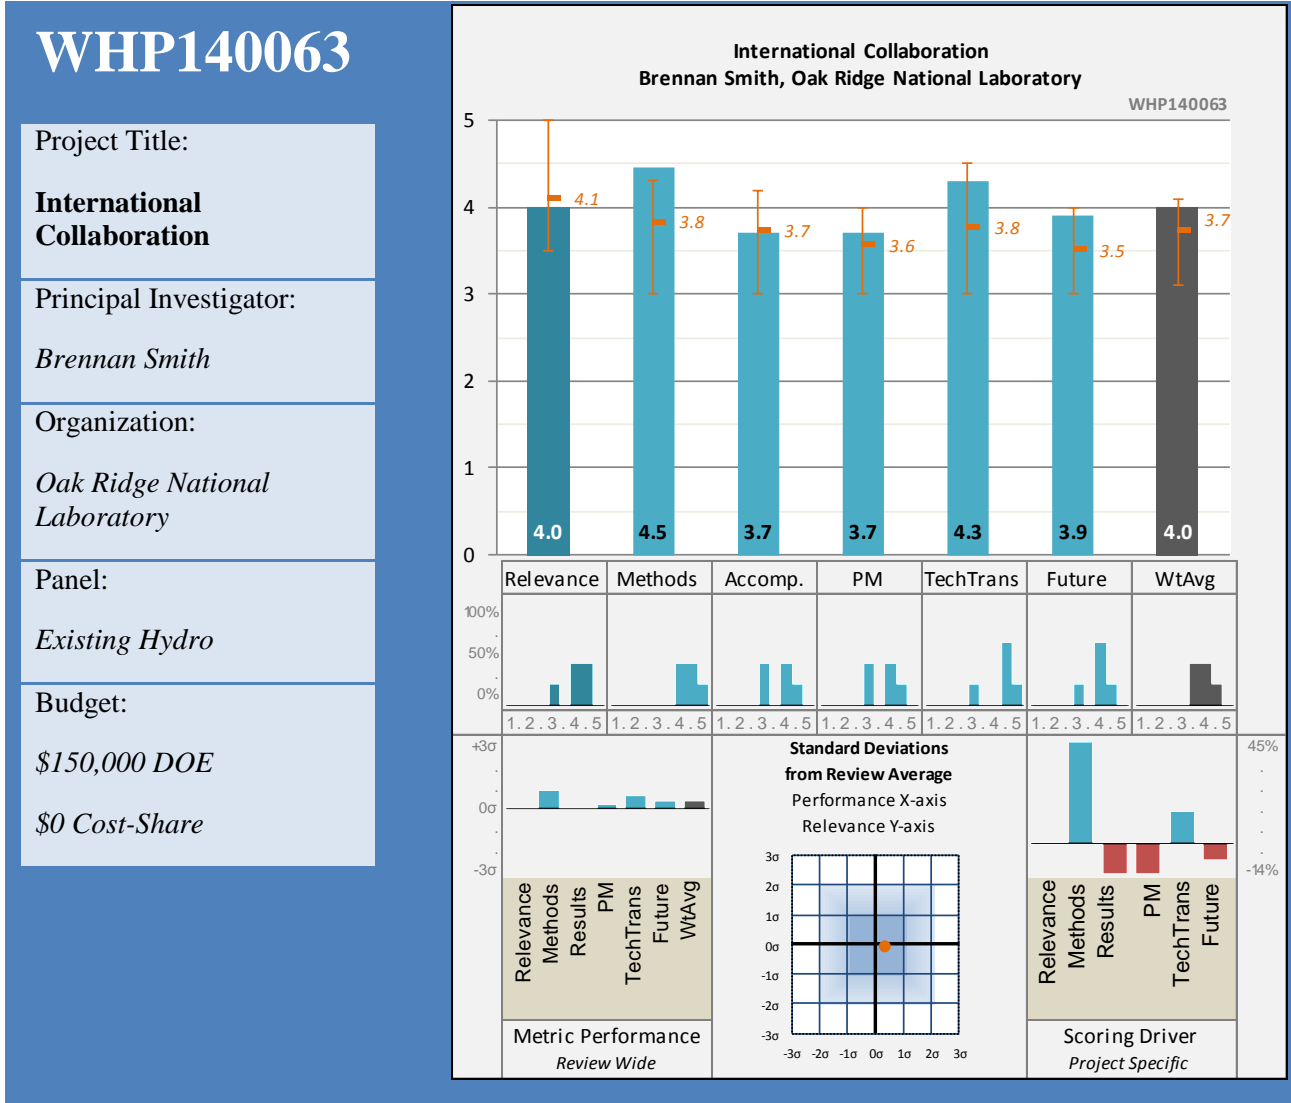 WHP140063
Project Title:
International
Collaboration
Principal Investigator:
Brennan Smith
Organization:
Oak Ridge National
Laboratory
Panel:
Existing Hydro
Budget:
$150,000 DOE
$0 Cost-Share
International Collaboration
Brennan Smith, Oak Ridge National Laboratory
WHP140063
5
4
3
2
1
0
4.1
3.8
3.7
3.6
3.8
3.5
3.7
4.0
4.5
3.7
3.7
4.3
3.9
4.0
Relevance
Methods
Accomp.
PM
TechTrans
Future
WtAvg
100%
.
50%
.
0%
1.2.3.4.5
1.2.3.4.5
1.2.3.4.5
1.2.3.4.5
1.2.3.4.5
1.2.3.4.5
1.2.3.4.5
+3σ
.
.
0σ
.
.
-3σ
Relevance
Methods
Results
PM
TechTrans
Future
WtAvg
Metric Performance
Review Wide
Standard Deviations
from Review Average
Performance X-axis
Relevance Y-axis
3σ
2σ
1σ
0σ
-1σ
-2σ
-3σ
-3σ -2σ -1σ 0σ 1σ 2σ 3σ
45%
.
.
.
.
-14%
Relevance
Methods
Results
PM
TechTrans
Future
Scoring Driver
Project Specific